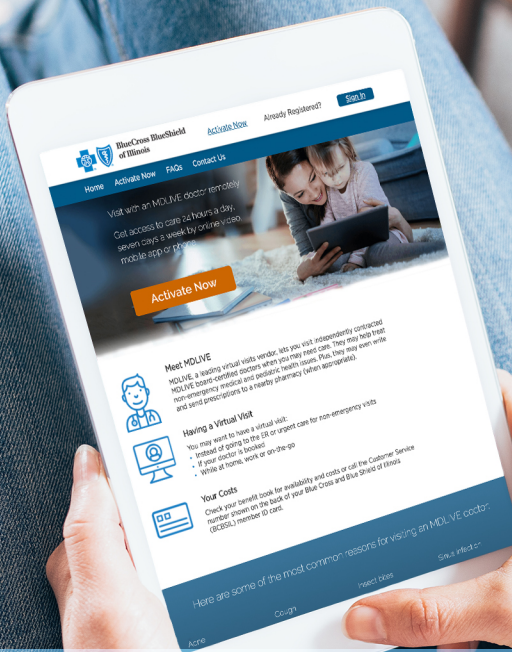 BlueCross BlueShield
of Illinois
Activate Now
Already Registered?
Sign In
Home
Activate Now
FAQs
Contact Us
Visit with an MDLIVE doctor remotely
Get access to care 24 hours a day,
seven days a week by online video,
mobile app or phone.
Activate Now
Meet MDLIVE
MDLIVE, a leading virtual visits vendor, lets you visit independently contracted
MDLIVE board-certified doctors when you may need care. They may help treat
non-emergency medical and pediatric health issues. Plus, they may even write
and send prescriptions to a nearby pharmacy (when appropriate).
Having a Virtual Visit
You may want to have a virtual visit:
• Instead of going to the ER or urgent care for non-emergency visits
• If your doctor is booked
• While at home, work or on-the-go
Your Costs
Check your benefit book for availability and costs or call the Customer Service
number shown on the back of your Blue Cross and Blue Shield of Illinois
(BCBSIL) member ID card.
Here are some of the most common reasons for visiting an MDLIVE doctor:
Acne
Cough
Insect bites
Sinus infection